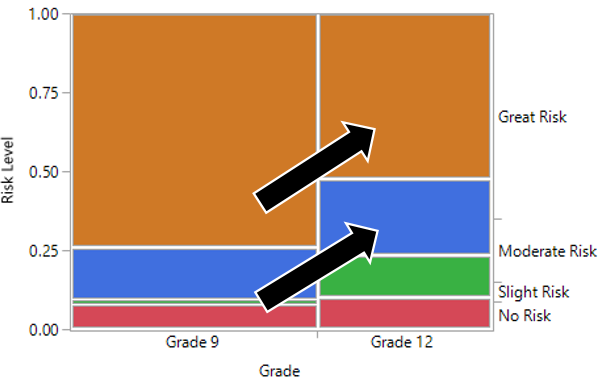 1.00
0.75
0.50
0.25
0.00
Risk Level
Great Risk
Moderate Risk
Slight Risk
No Risk
Grade 9
Grade 12
Grade